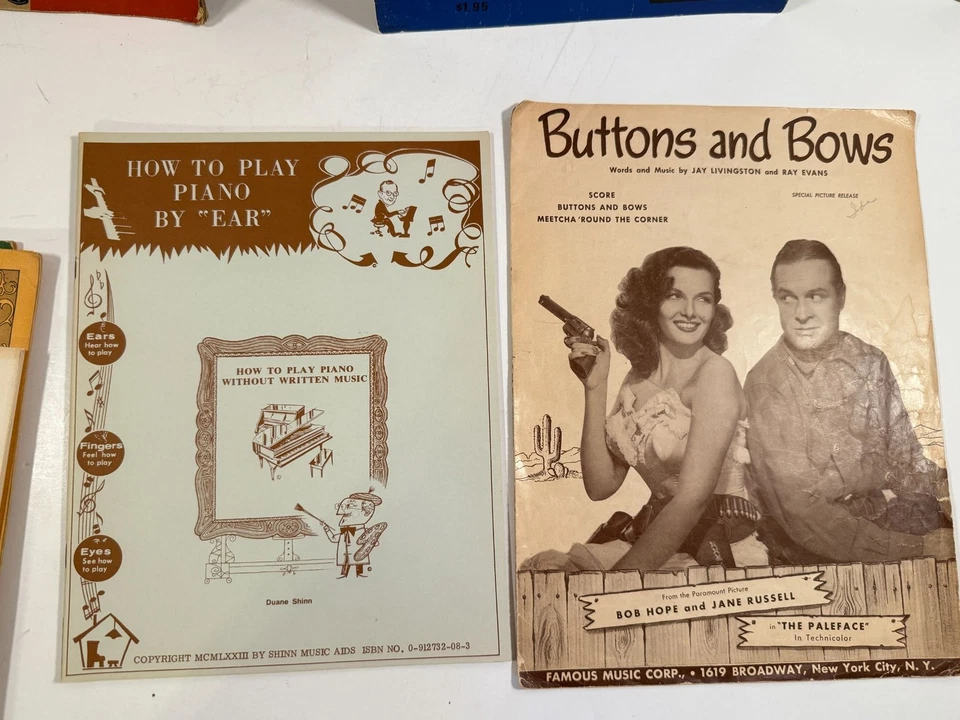 $1.95
HOW TO PLAY
PIANO
BY "EAR"
Ears
Hear how
to play
Fingers
Feel how
to play
Eyes
See how
to play
HOW TO PLAY PIANO
WITHOUT WRITTEN MUSIC
Duane Shinn
COPYRIGHT MCMLXXIII BY SHINN MUSIC AIDS ISBN NO. 0-912732-08-3
Buttons and Bows
Words and Music by JAY LIVINGSTON and RAY EVANS
SCORE
BUTTONS AND BOWS
MEETCHA 'ROUND THE CORNER
SPECIAL PICTURE RELEASE
From the Paramount Picture
BOB HOPE and JANE RUSSELL
in "THE PALEFACE"
In Technicolor
FAMOUS MUSIC CORP., • 1619 BROADWAY, New York City, N. Y.